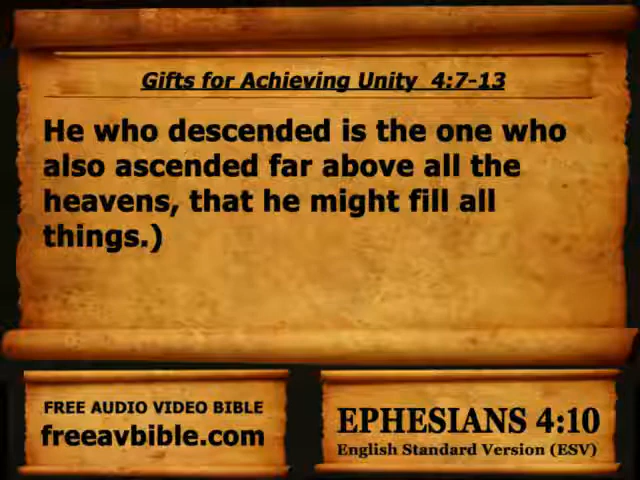 Gifts for Achieving Unity 4:7-13
He who descended is the one who
also ascended far above all the
heavens, that he might fill all
things.)
FREE AUDIO VIDEO BIBLE
freeavbible.com
EPHESIANS 4:10
English Standard Version (ESV)